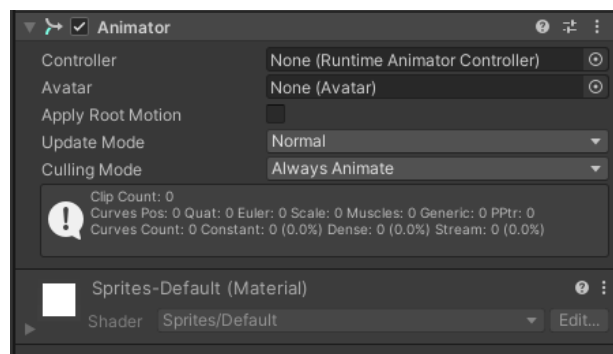 Animator
Controller None (Runtime Animator Controller)
Avatar None (Avatar)
Apply Root Motion
Update Mode Normal
Culling Mode Always Animate
Clip Count: 0
Curves Pos: 0 Quat: 0 Euler: 0 Scale: 0 Muscles: 0 Generic: 0 PPtr: 0
Curves Count: 0 Constant: 0 (0.0%) Dense: 0 (0.0%) Stream: 0 (0.0%)
Sprites-Default (Material)
Shader Sprites/Default Edit...